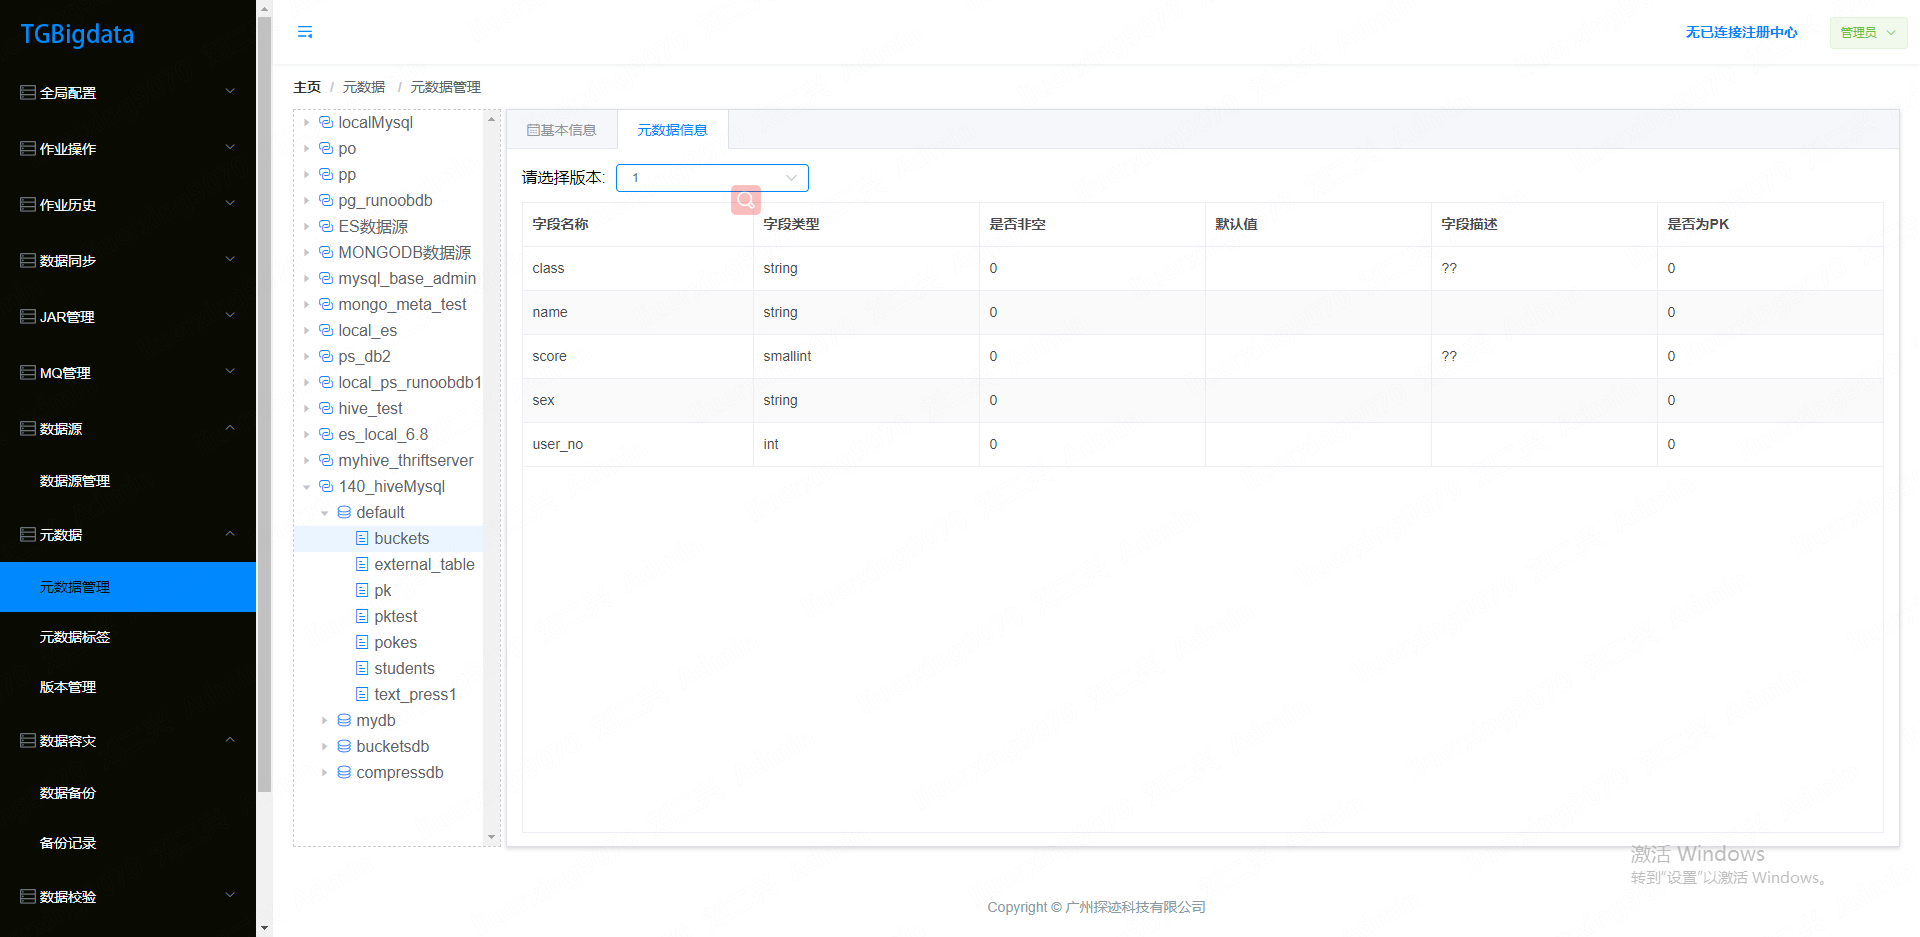 TGBigdata
全局配置
作业操作
作业历史
数据同步
JAR管理
MQ管理
数据源
数据源管理
元数据
元数据管理
元数据标签
版本管理
数据容灾
数据备份
备份记录
数据校验
无已连接注册中心
管理员
主页 / 元数据 / 元数据管理
localMysql
po
pp
pg_runoobdb
ES数据源
MONGODB数据源
mysql_base_admin
mongo_meta_test
local_es
ps_db2
local_ps_runoobdb1
hive_test
es_local_6.8
myhive_thriftserver
140_hiveMysql
default
buckets
external_table
pk
pktest
pokes
students
text_press1
mydb
bucketsdb
compressdb
基本信息 元数据信息
请选择版本: 1
字段名称 字段类型 是否非空 默认值 字段描述 是否为PK
class string 0 ?? 0
name string 0 0
score smallint 0 ?? 0
sex string 0 0
user_no int 0 0
激活 Windows
转到“设置”以激活 Windows。
Copyright © 广州探迹科技有限公司